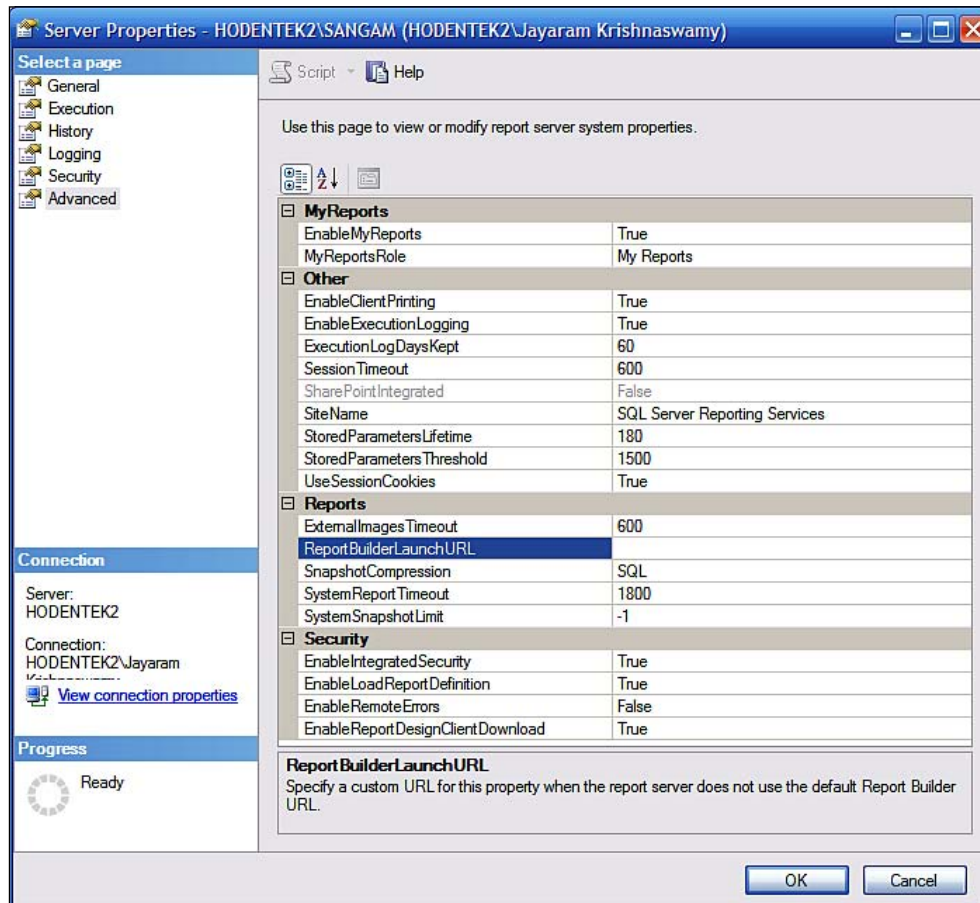 Server Properties - HODENTEK2\SANGAM (HODENTEK2\Jayaram Krishnaswamy)
Select a page
General
Execution
History
Logging
Security
Advanced
Script
Help
Use this page to view or modify report server system properties.
MyReports
EnableMyReports True
MyReportsRole My Reports
Other
EnableClientPrinting True
EnableExecutionLogging True
ExecutionLogDaysKept 60
SessionTimeout 600
SharePointIntegrated False
SiteName SQL Server Reporting Services
StoredParametersLifetime 180
StoredParametersThreshold 1500
UseSessionCookies True
Reports
ExternalImagesTimeout 600
ReportBuilderLaunchURL
SnapshotCompression SQL
SystemReportTimeout 1800
SystemSnapshotLimit -1
Security
EnableIntegratedSecurity True
EnableLoadReportDefinition True
EnableRemoteErrors False
EnableReportDesignClientDownload True
ReportBuilderLaunchURL
Specify a custom URL for this property when the report server does not use the default Report Builder
URL.
Connection
Server:
HODENTEK2
Connection:
HODENTEK2\Jayaram
View connection properties
Progress
Ready
OK
Cancel